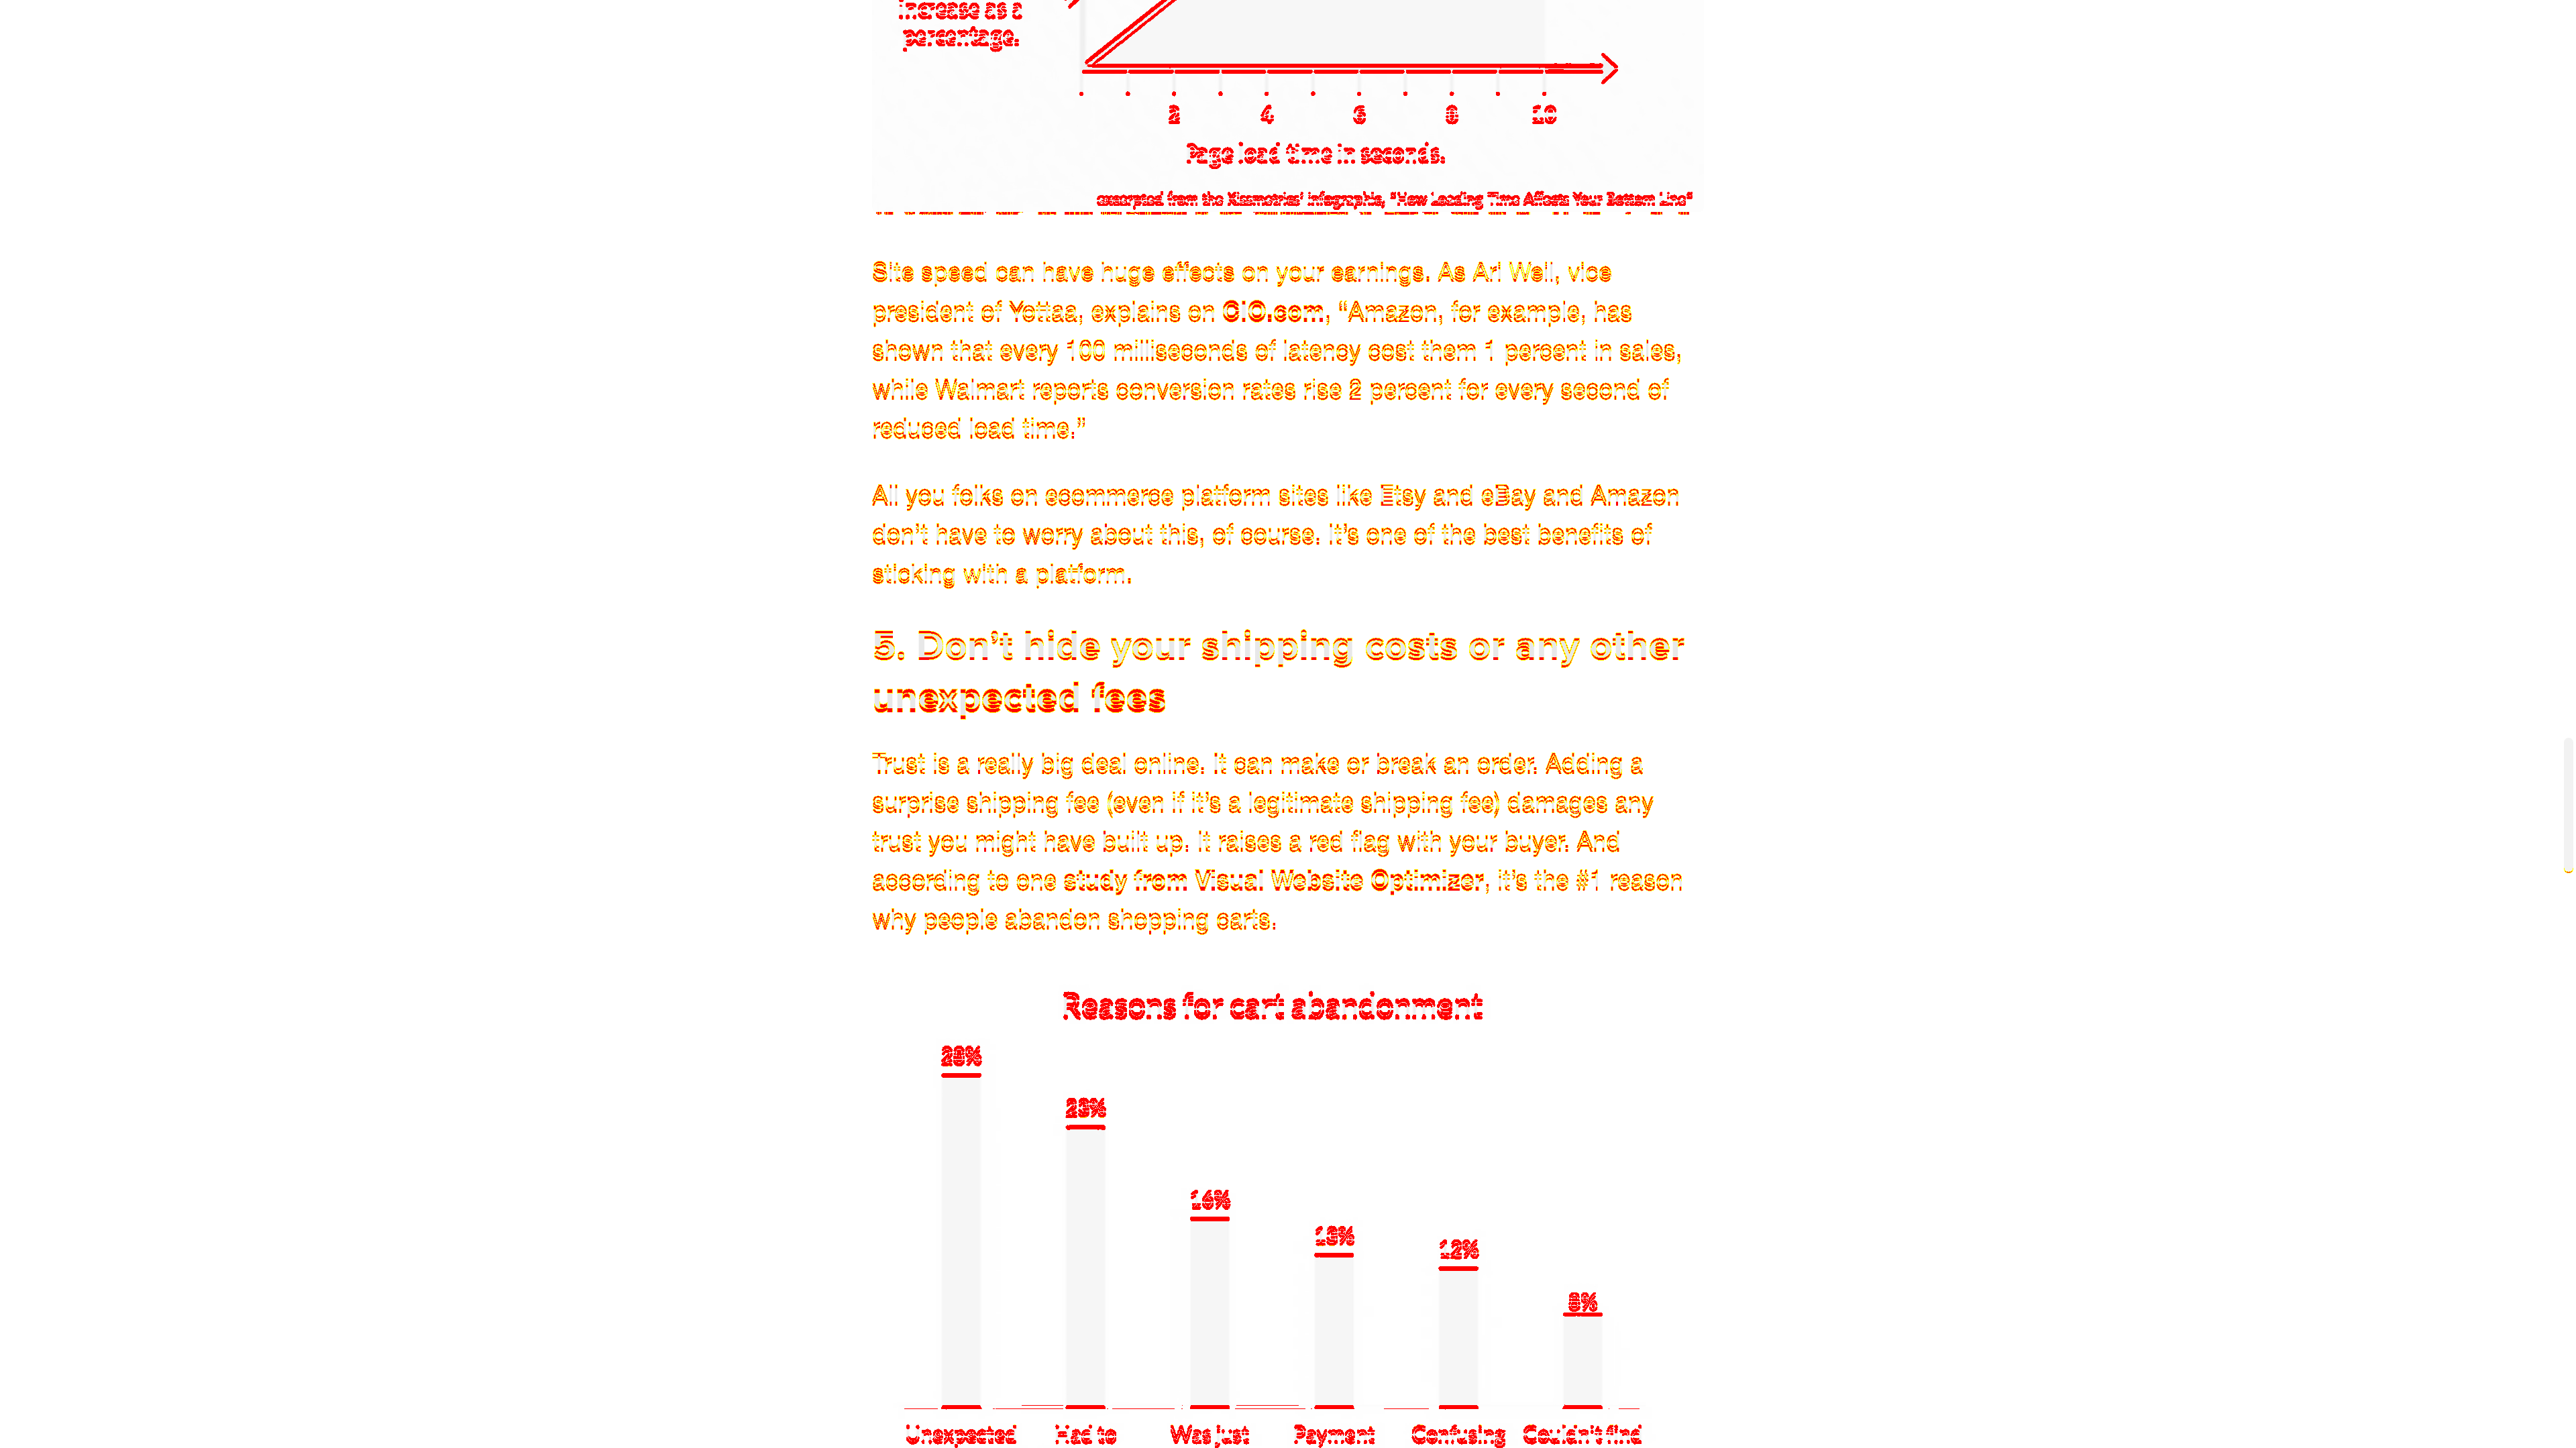 increase as a
percentage.
2 4 6 8 10
Page load time in seconds.
excerpted from the Kissmetrics' infographic, "How Loading Time Affects Your Bottom Line"
Site speed can have huge effects on your earnings. As Ari Weil, vice
president of Yottaa, explains on CIO.com, “Amazon, for example, has
shown that every 100 milliseconds of latency cost them 1 percent in sales,
while Walmart reports conversion rates rise 2 percent for every second of
reduced load time.”
All you folks on ecommerce platform sites like Etsy and eBay and Amazon
don’t have to worry about this, of course. It’s one of the best benefits of
sticking with a platform.
5. Don’t hide your shipping costs or any other
unexpected fees
Trust is a really big deal online. It can make or break an order. Adding a
surprise shipping fee (even if it’s a legitimate shipping fee) damages any
trust you might have built up. It raises a red flag with your buyer. And
according to one study from Visual Website Optimizer, it’s the #1 reason
why people abandon shopping carts.
Reasons for cart abandonment
28%
23%
16%
13%
12%
8%
Unexpected Had to Was just Payment Confusing Couldn't find